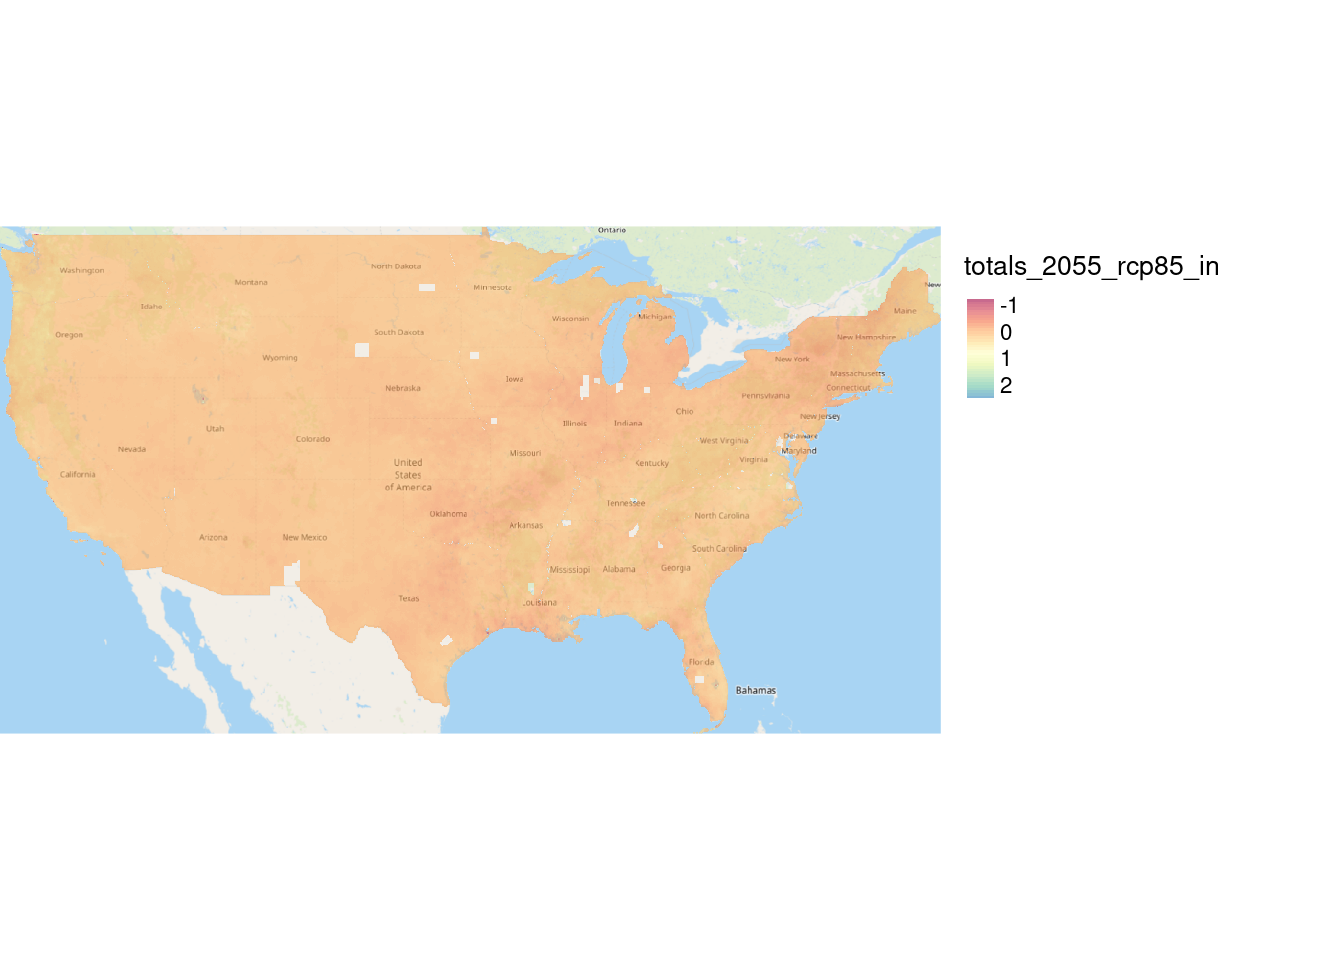 Ontario
totals_2055_rcp85_in
North Dakota
Washington
Montana
Minnesota
New
-1
Idaho
Maine
0
Wisconsin
Michigan
Oregon
South Dakota
New Hampshire
1
Wyoming
New York
Massachusetts
2
Iowa
Nebraska
Connecticut
Pennsylvania
Ohio
New Jersey
Utah
Illinois
Indiana
Colorado
Delaware
West Virginia
Nevada
Missouri
Maryland
United
States
of America
Kentucky
Virginia
California
Tennessee
Oklahoma
North Carolina
Arkansas
Arizona
New Mexico
South Carolina
Mississippi
Alabama
Georgia
Texas
Louisiana
Florida
Bahamas